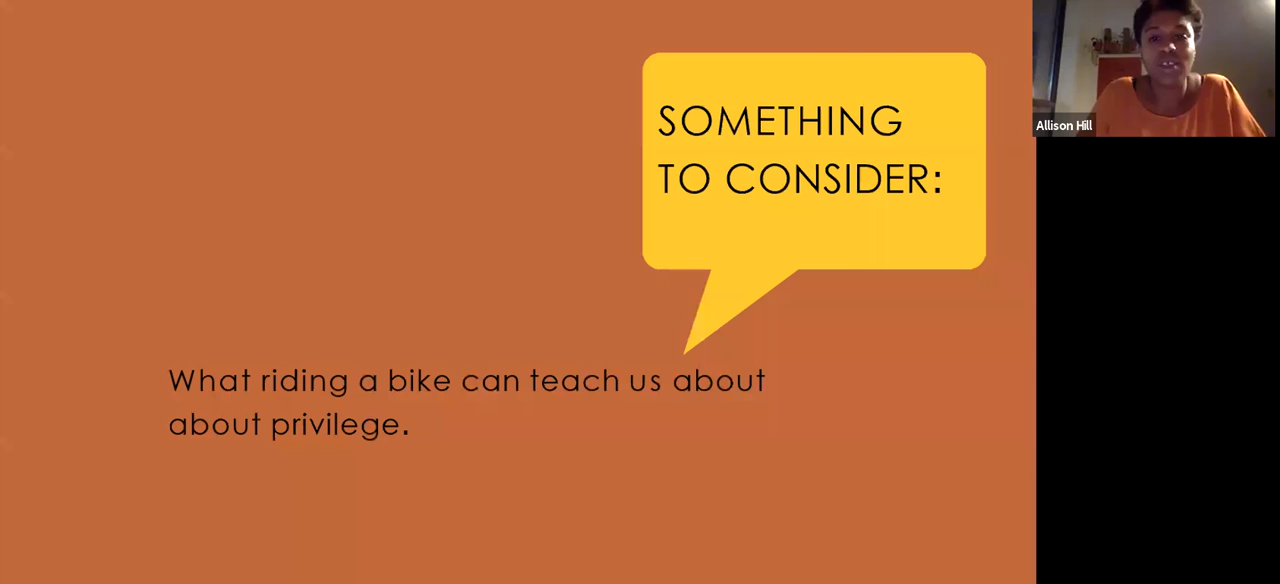 SOMETHING
TO CONSIDER:
What riding a bike can teach us about
about privilege.
Allison Hill